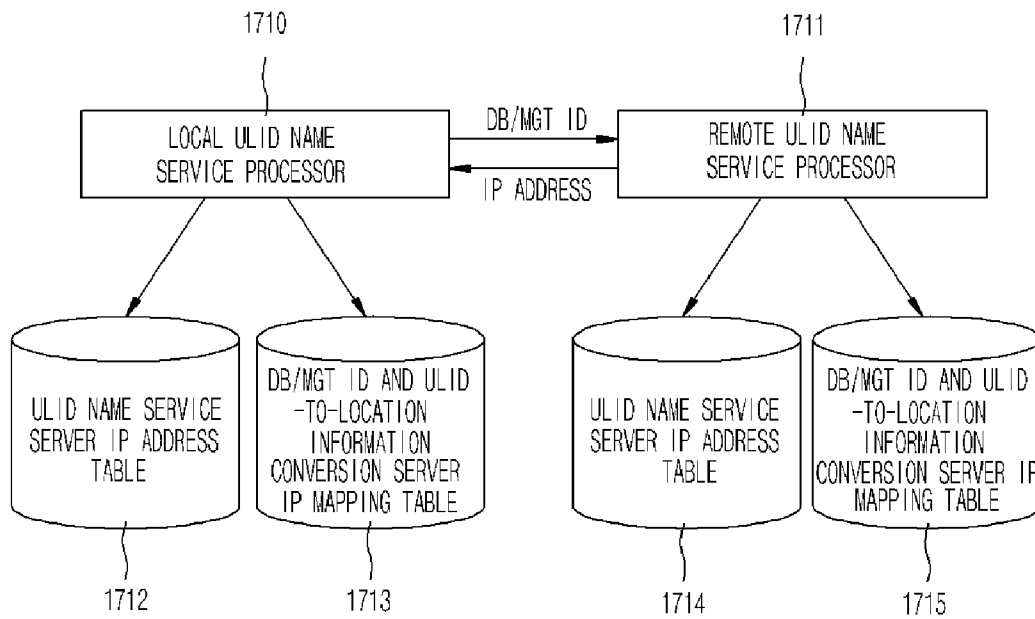 1710
1711
LOCAL ULID NAME
SERVICE PROCESSOR
DB/MGT ID
IP ADDRESS
REMOTE ULID NAME
SERVICE PROCESSOR
ULID NAME SERVICE
SERVER IP ADDRESS
TABLE
DB/MGT ID AND ULID
-TO-LOCATION
INFORMATION
CONVERSION SERVER
IP MAPPING TABLE
ULID NAME SERVICE
SERVER IP ADDRESS
TABLE
DB/MGT ID AND ULID
-TO-LOCATION
INFORMATION
CONVERSION SERVER IP
MAPPING TABLE
1712
1713
1714
1715